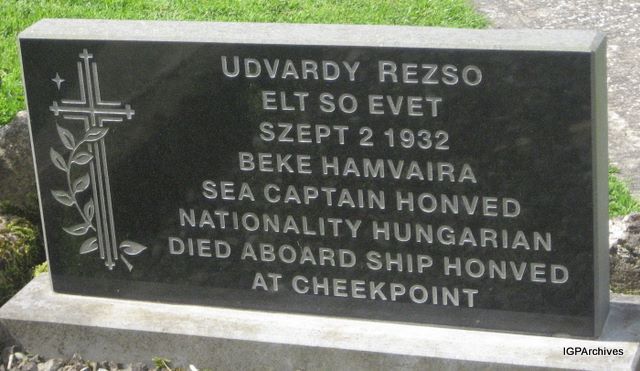 UDVARDY REZSO
ELT SO EVET
SZEPT 2 1932
BEKE HAMVAIRA
SEA CAPTAIN HONVED
NATIONALITY HUNGARIAN
DIED ABOARD SHIP HONVED
AT CHEEKPOINT
IGPArchives